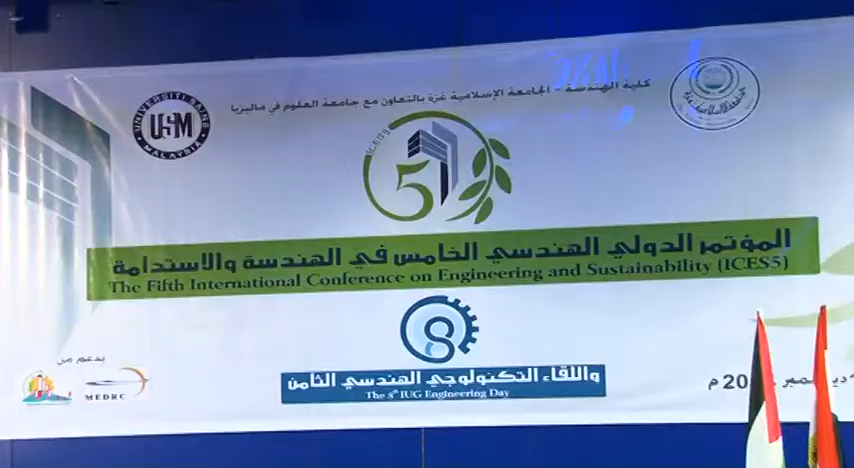 كلية الهندسة - الجامعة الإسلامية غزة بالتعاون مع جامعة العلوم في ماليزيا
UNIVERSITI SAINS
USM
MALAYSIA
5
المؤتمر الدولي الهندسي الخامس في الهندسة والاستدامة
The Fifth International Conference on Engineering and Sustainability (ICES5)
8
واللقاء التكنولوجي الهندسي الثامن
The 8th IUG Engineering Day
بدعم من
MEDRC